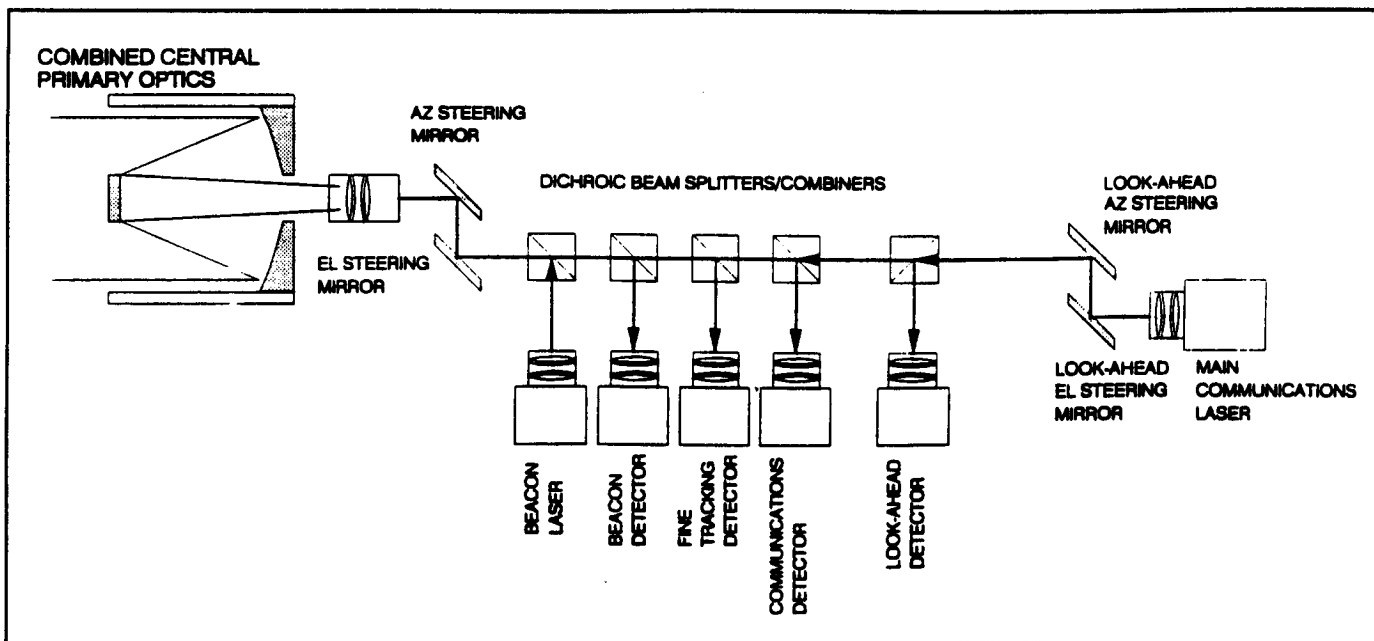 COMBINED CENTRAL
PRIMARY OPTICS
AZ STEERING
MIRROR
EL STEERING
MIRROR
DICHROIC BEAM SPLITTERS/COMBINERS
LOOK-AHEAD
AZ STEERING
MIRROR
LOOK-AHEAD
EL STEERING
MIRROR
MAIN
COMMUNICATIONS
LASER
BEACON
LASER
BEACON
DETECTOR
FINE
TRACKING
DETECTOR
COMMUNICATIONS
DETECTOR
LOOK-AHEAD
DETECTOR